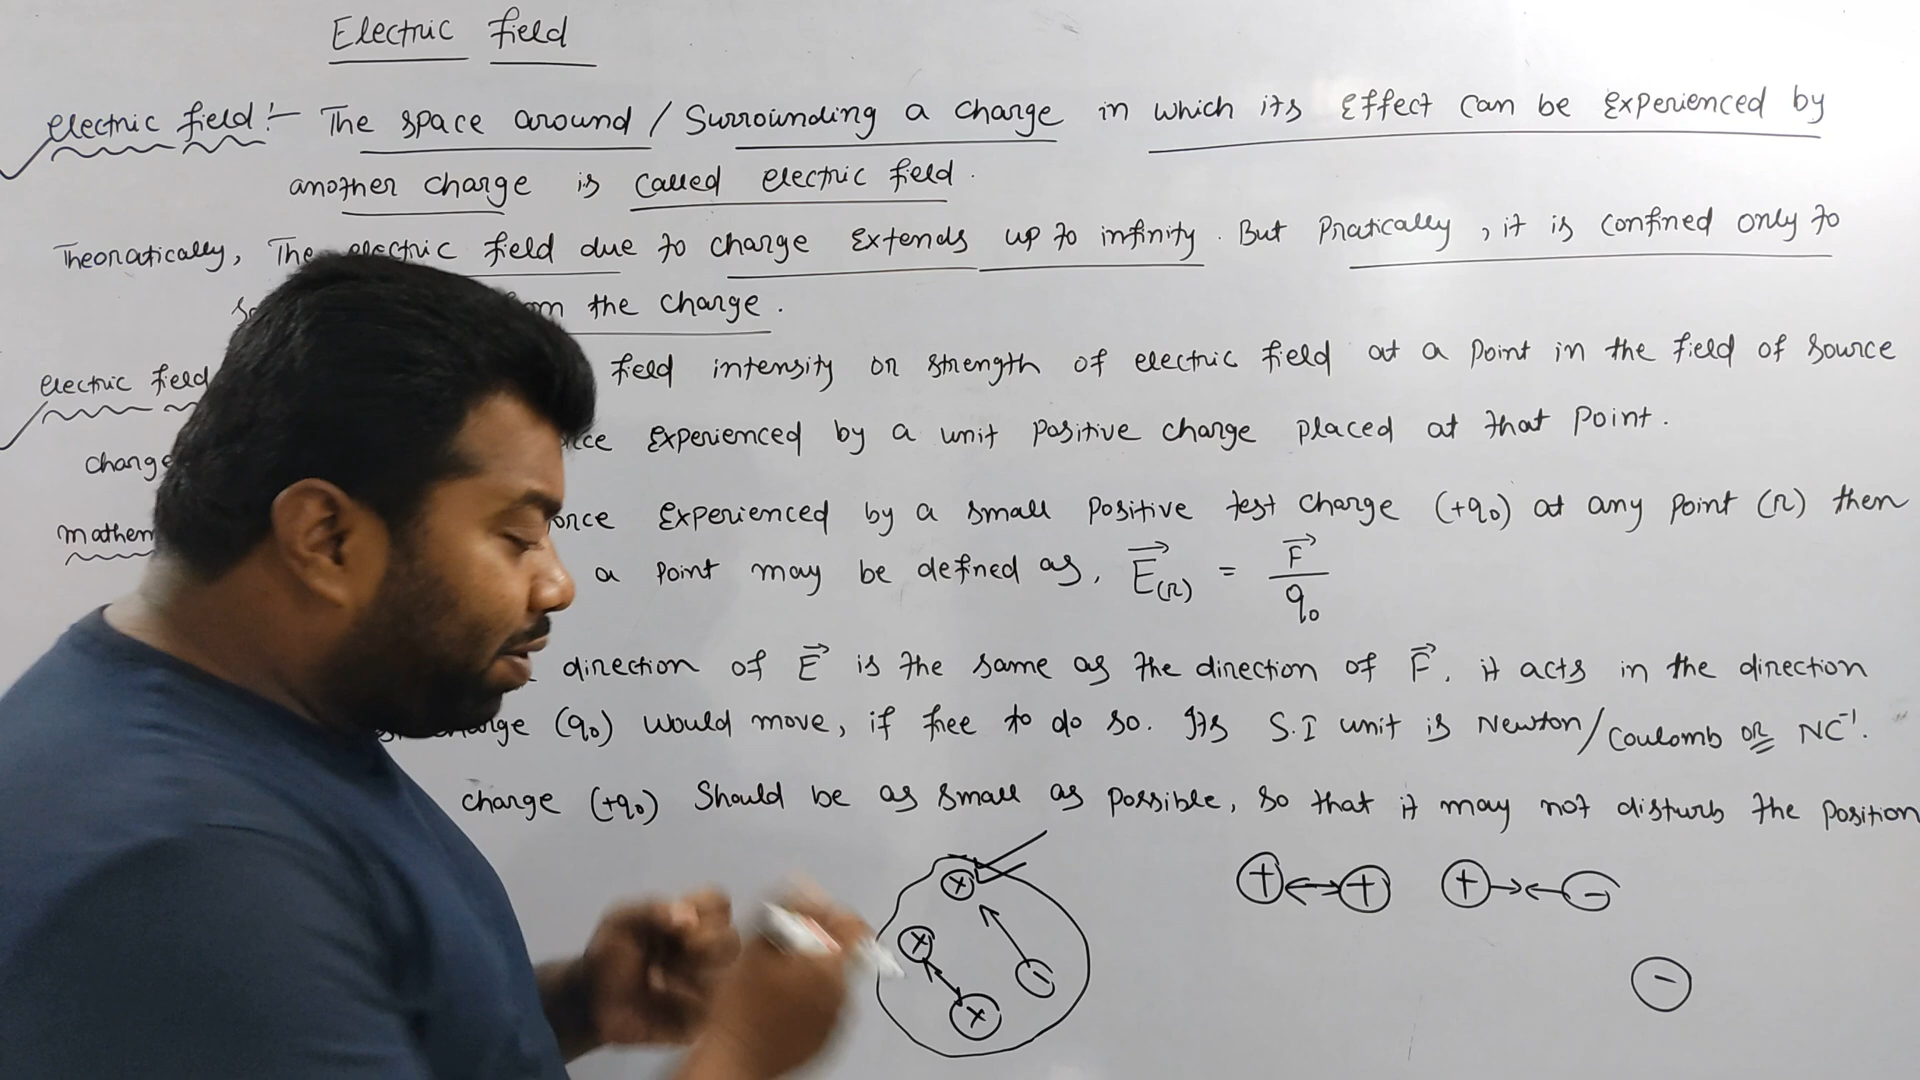 Electric field
electric field:- The space around / Surrounding a charge in which its Effect can be experienced by
another charge is called electric field.
Theoratically, The electric field due to charge Extends up to infinity. But Pratically, it is confined only to
the charge.
electric field field intensity or strength of electric field at a point in the field of source
charge experienced by a unit positive charge placed at that point.
experienced by a small positive test charge (+q₀) at any point (r) then
a point may be defined as, E⃗(r) = F⃗/q₀
direction of E⃗ is the same as the direction of F⃗. it acts in the direction
(q₀) would move, if free to do so. Its S.I unit is Newton/Coulomb or NC⁻¹.
charge (+q₀) Should be as small as possible, so that it may not disturb the position
+ + + - + + - + -